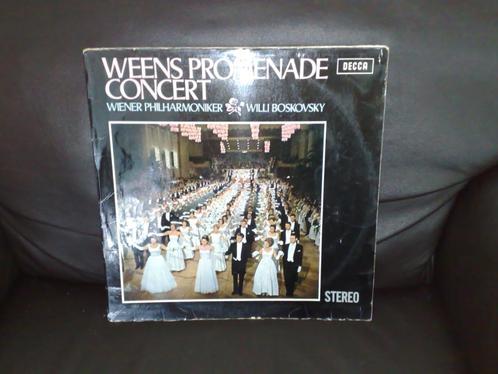 WEENS PROMENADE
CONCERT
DECCA
WIENER PHILHARMONIKER WILLI BOSKOVSKY
STEREO